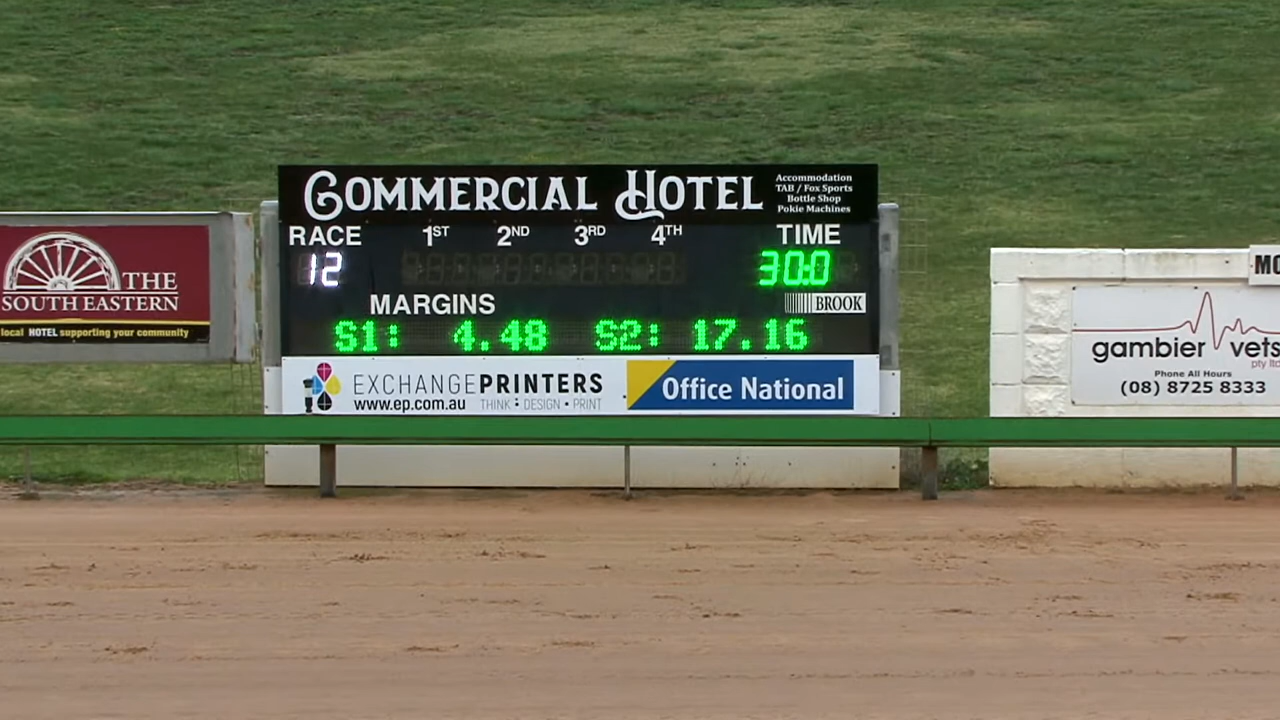 COMMERCIAL HOTEL
Accommodation
TAB / Fox Sports
Bottle Shop
Pokie Machines
RACE 1ST 2ND 3RD 4TH TIME
12 30:0
MARGINS
BROOK
S1: 4.48 S2: 17.16
EXCHANGEPRINTERS
www.ep.com.au THINK • DESIGN • PRINT
Office National
THE
SOUTH EASTERN
local HOTEL supporting your community
MO
gambier vets
pty ltd
Phone All Hours
(08) 8725 8333